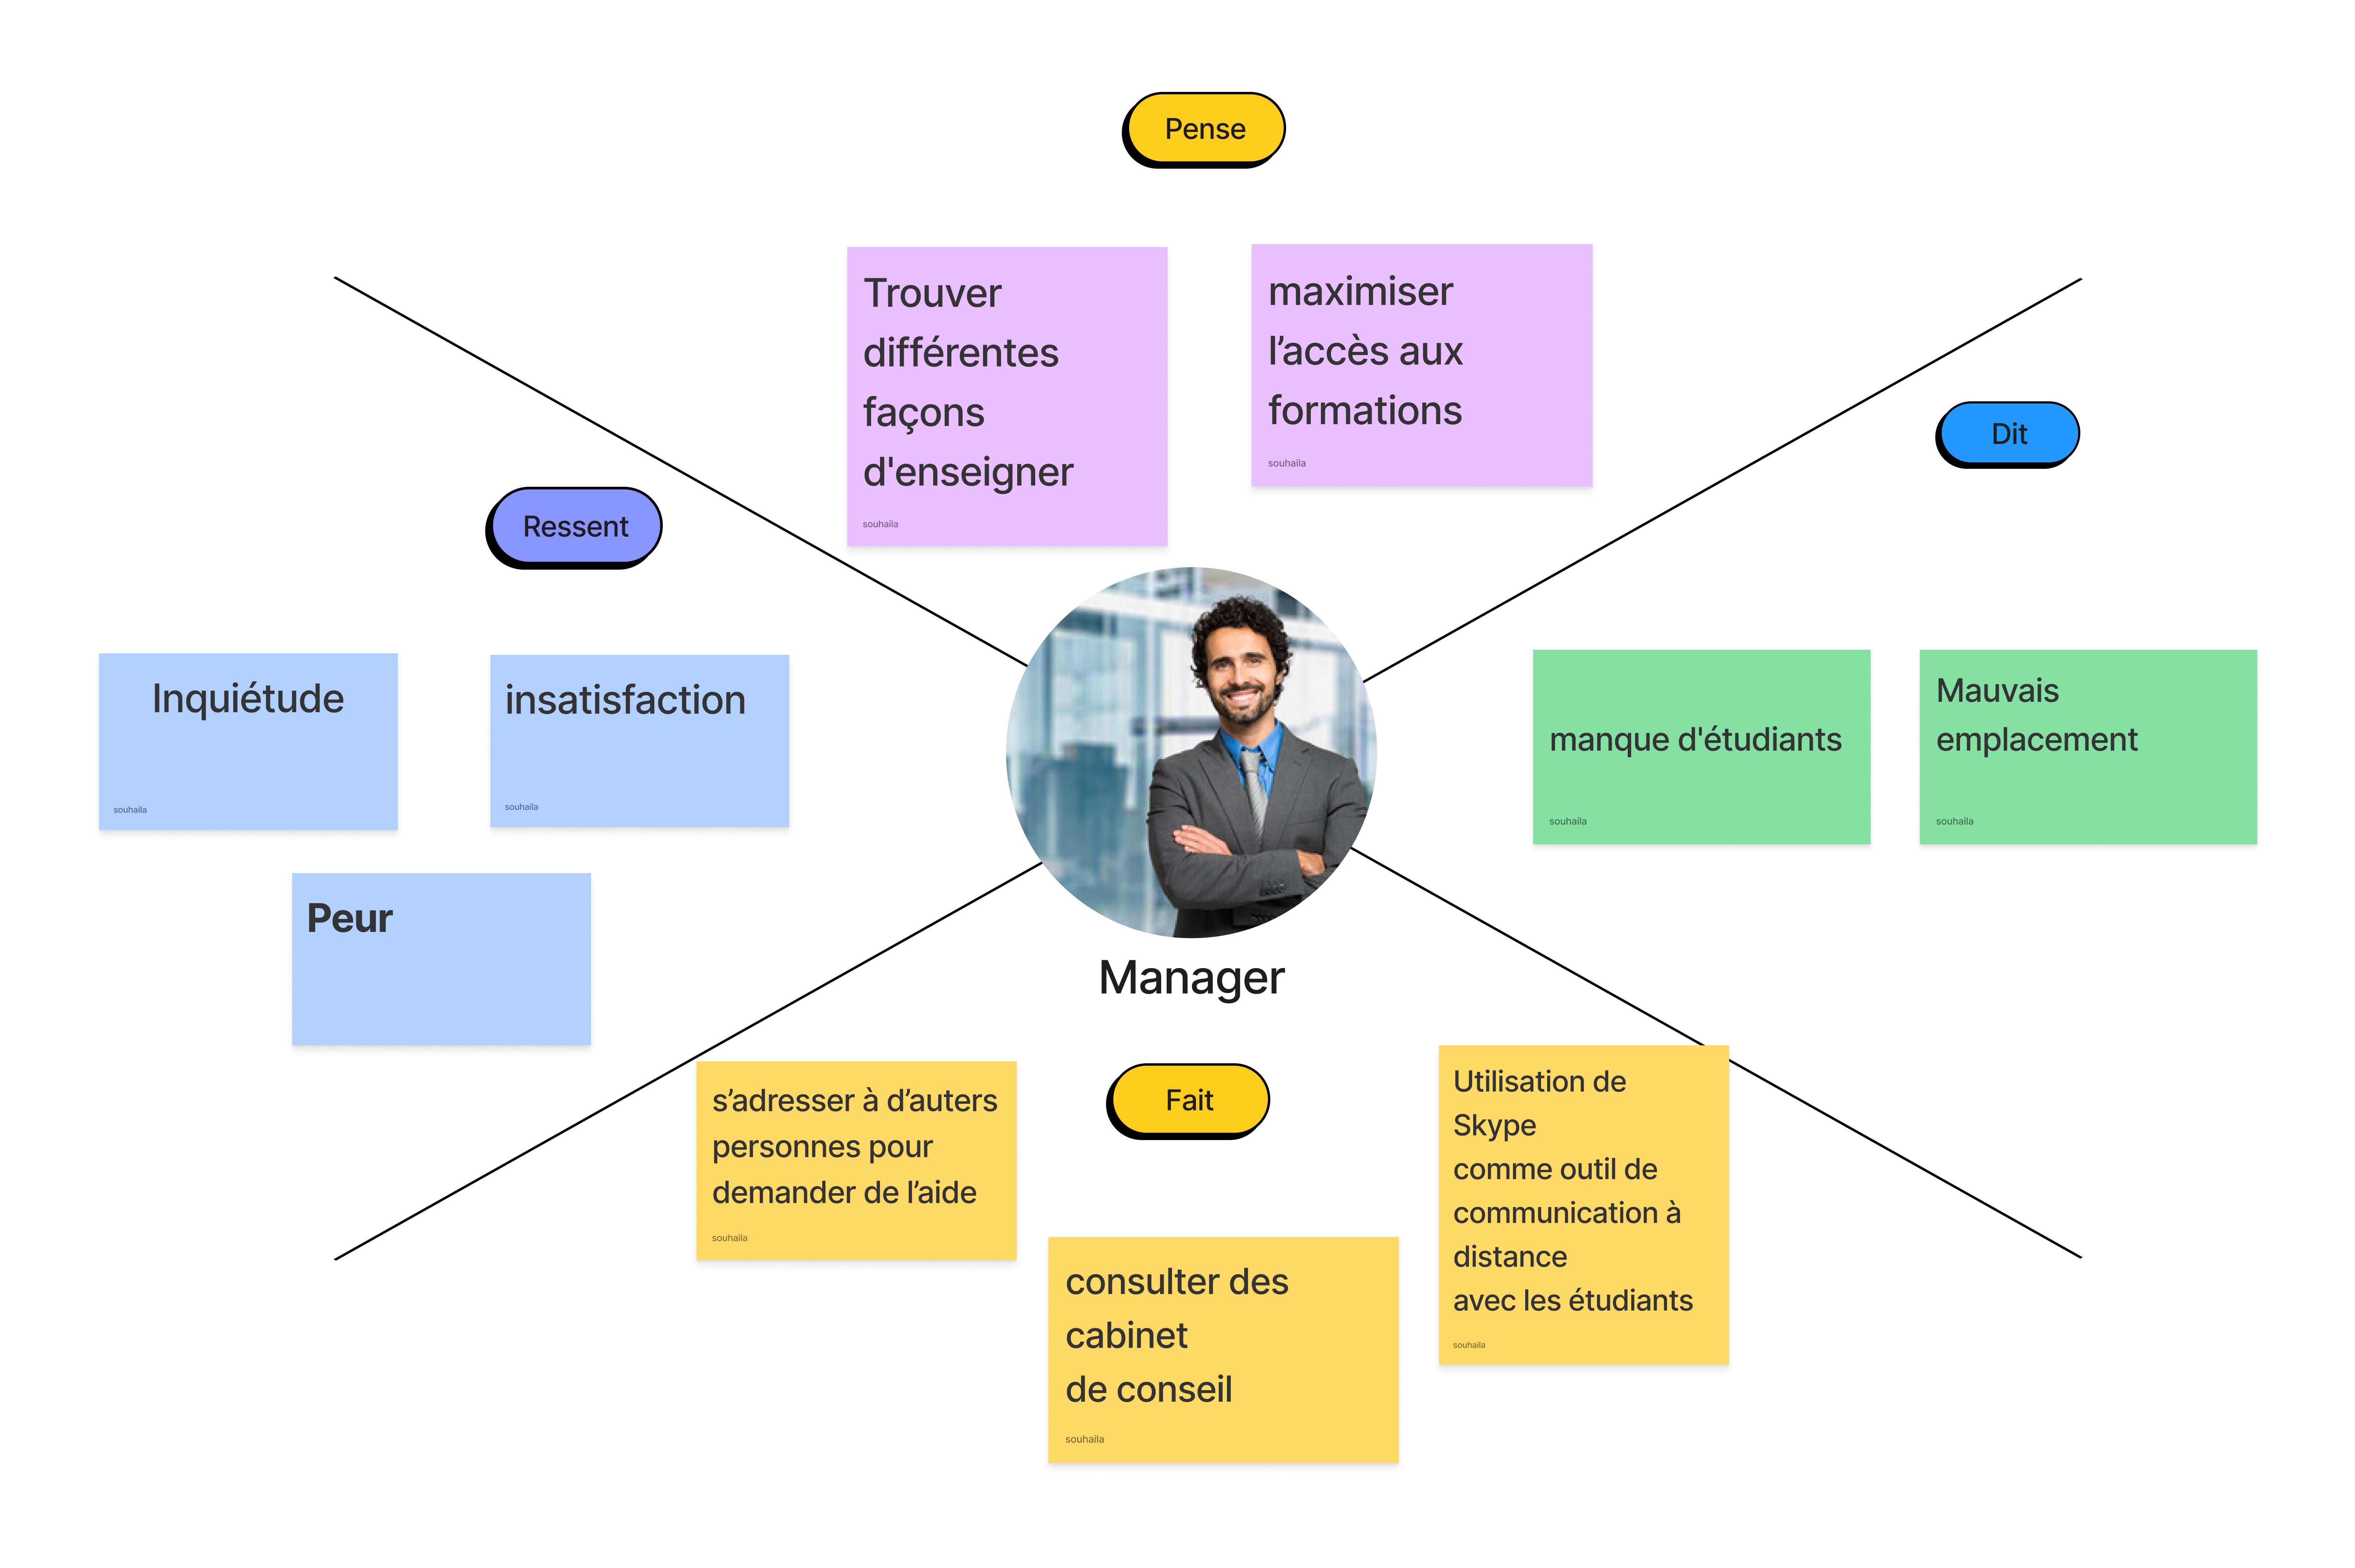 Pense
Trouver
différentes
façons
d'enseigner
souhaila
maximiser
l’accès aux
formations
souhaila
Dit
Ressent
Inquiétude
souhaila
insatisfaction
souhaila
Peur
manque d'étudiants
souhaila
Mauvais
emplacement
souhaila
Manager
Fait
s’adresser à d’auters
personnes pour
demander de l’aide
souhaila
consulter des
cabinet
de conseil
souhaila
Utilisation de
Skype
comme outil de
communication à
distance
avec les étudiants
souhaila